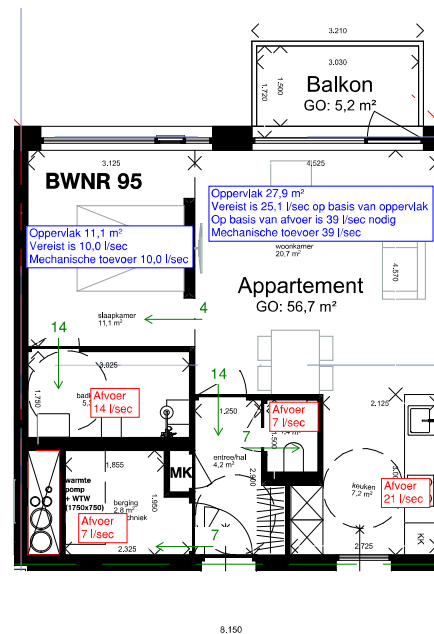 3.210
3.030
1.500
1.720
Balkon
GO: 5,2 m²
3.125
4.525
BWNR 95
Oppervlak 27,9 m²
Vereist is 25,1 l/sec op basis van oppervlak
Op basis van afvoer is 39 l/sec nodig
Mechanische toevoer 39 l/sec
Oppervlak 11,1 m²
Vereist is 10,0 l/sec
Mechanische toevoer 10,0 l/sec
woonkamer
20,7 m²
4.570
Appartement
GO: 56,7 m²
4
slaapkamer
11,1 m²
14
3.025
14
1.750
Afvoer
14 l/sec
1.250
Afvoer
7 l/sec
2.125
1.500
7
entree/hal
4,2 m²
1.855
MK
warmte
pomp
+ WTW
(1750x750)
berging
2,8 m²
1.950
keuken
7,2 m²
Afvoer
21 l/sec
Afvoer
7 l/sec
2.325
7
2.725
KK
8.150